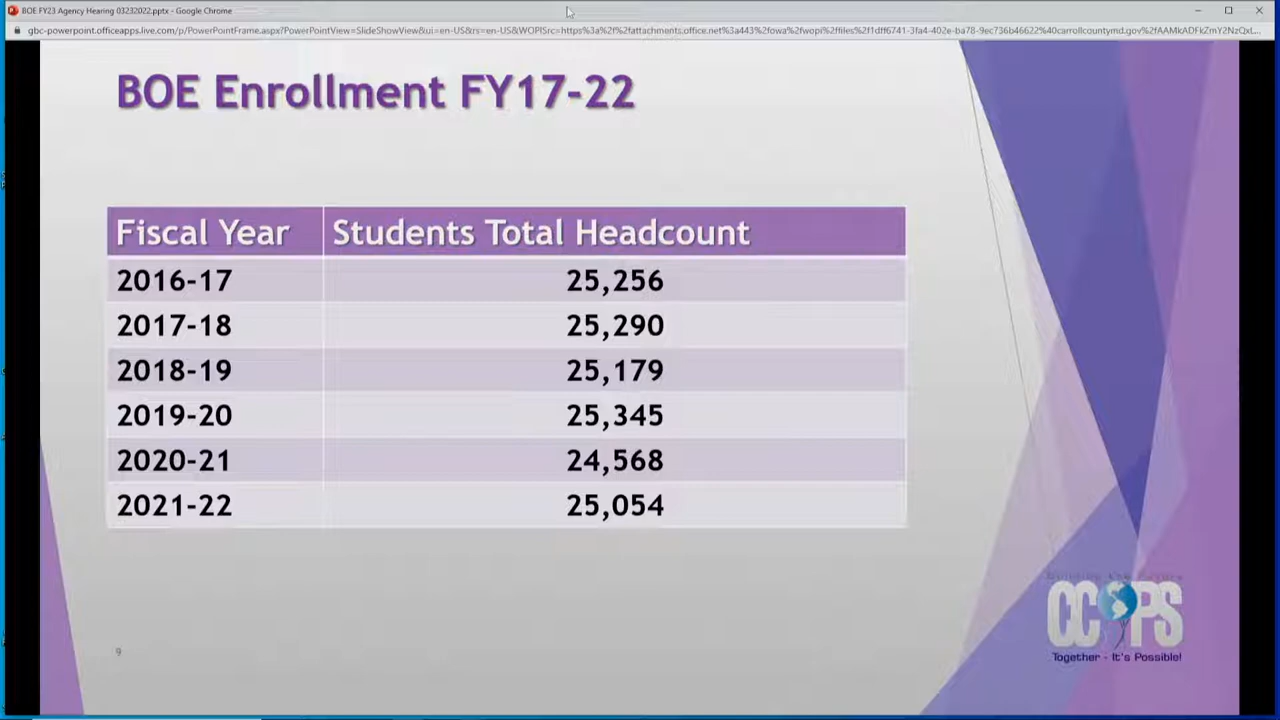 BOE FY23 Agency Hearing 03232022.pptx - Google Chrome
BOE Enrollment FY17-22
Fiscal Year Students Total Headcount
2016-17 25,256
2017-18 25,290
2018-19 25,179
2019-20 25,345
2020-21 24,568
2021-22 25,054
CCPS
Together - It's Possible!
9